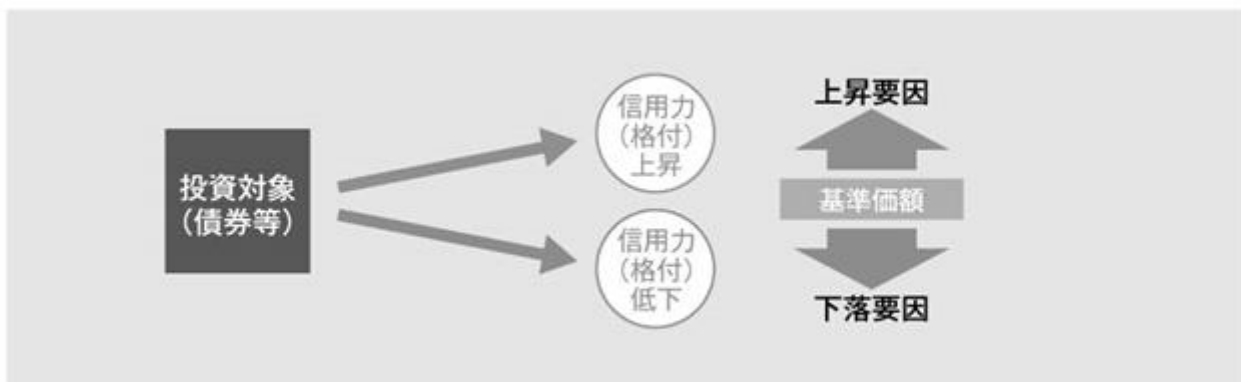 投資対象
（債券等）
信用力
（格付）
上昇
信用力
（格付）
低下
上昇要因
基準価額
下落要因